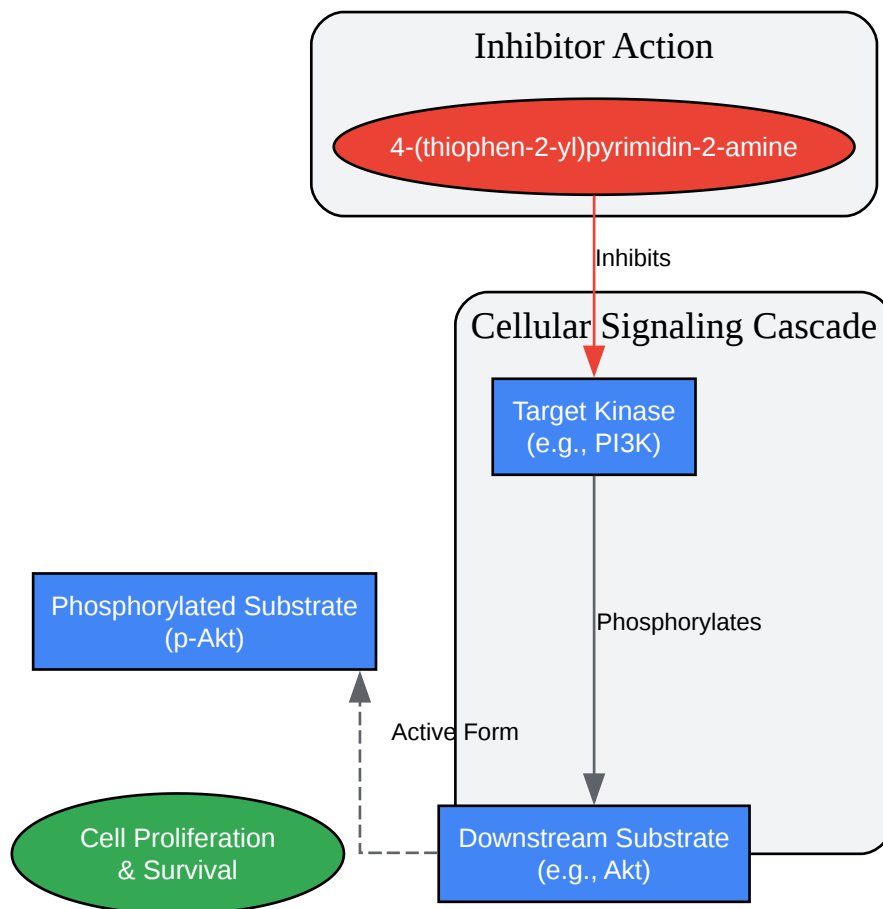 Inhibitor Action
4-(thiophen-2-yl)pyrimidin-2-amine
Inhibits
Cellular Signaling Cascade
Target Kinase
(e.g., PI3K)
Phosphorylates
Phosphorylated Substrate
(p-Akt)
Active Form
Cell Proliferation
& Survival
Downstream Substrate
(e.g., Akt)